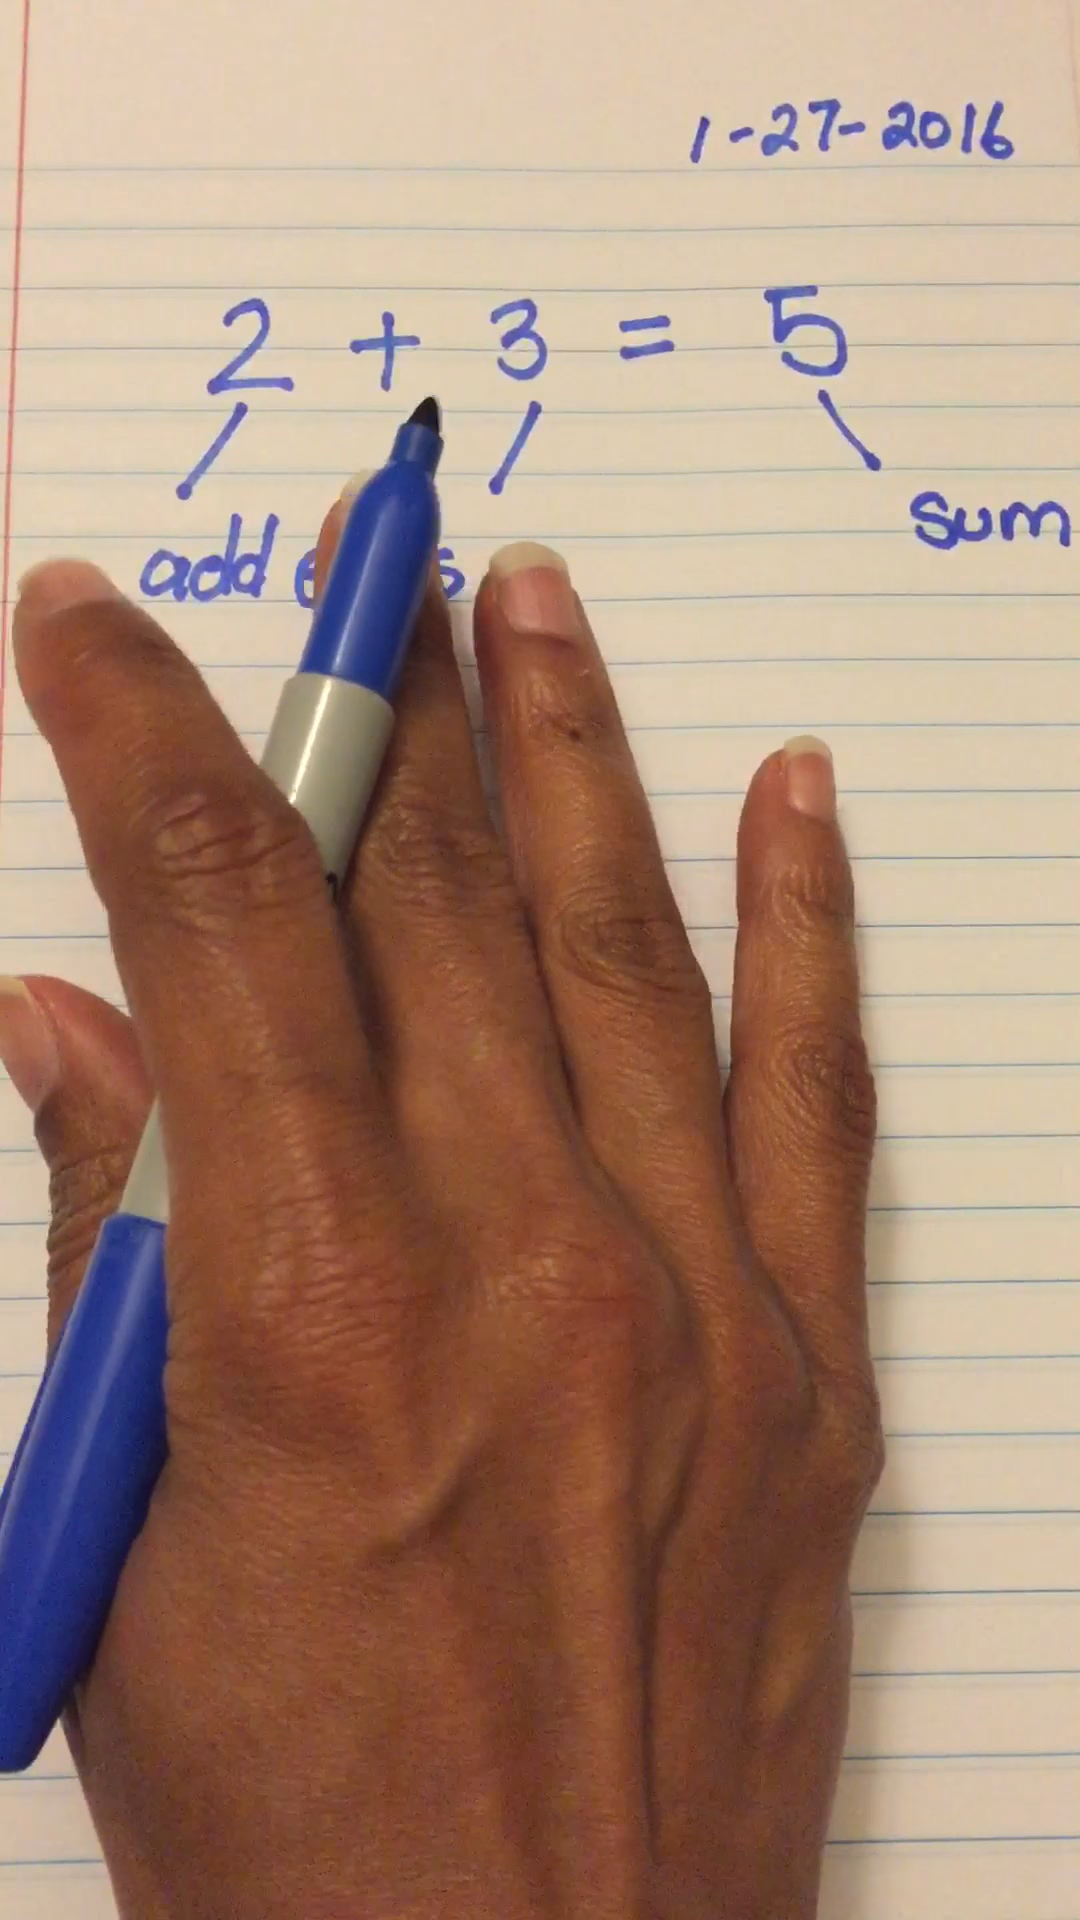 1-27-2016
2 + 3 = 5
sum